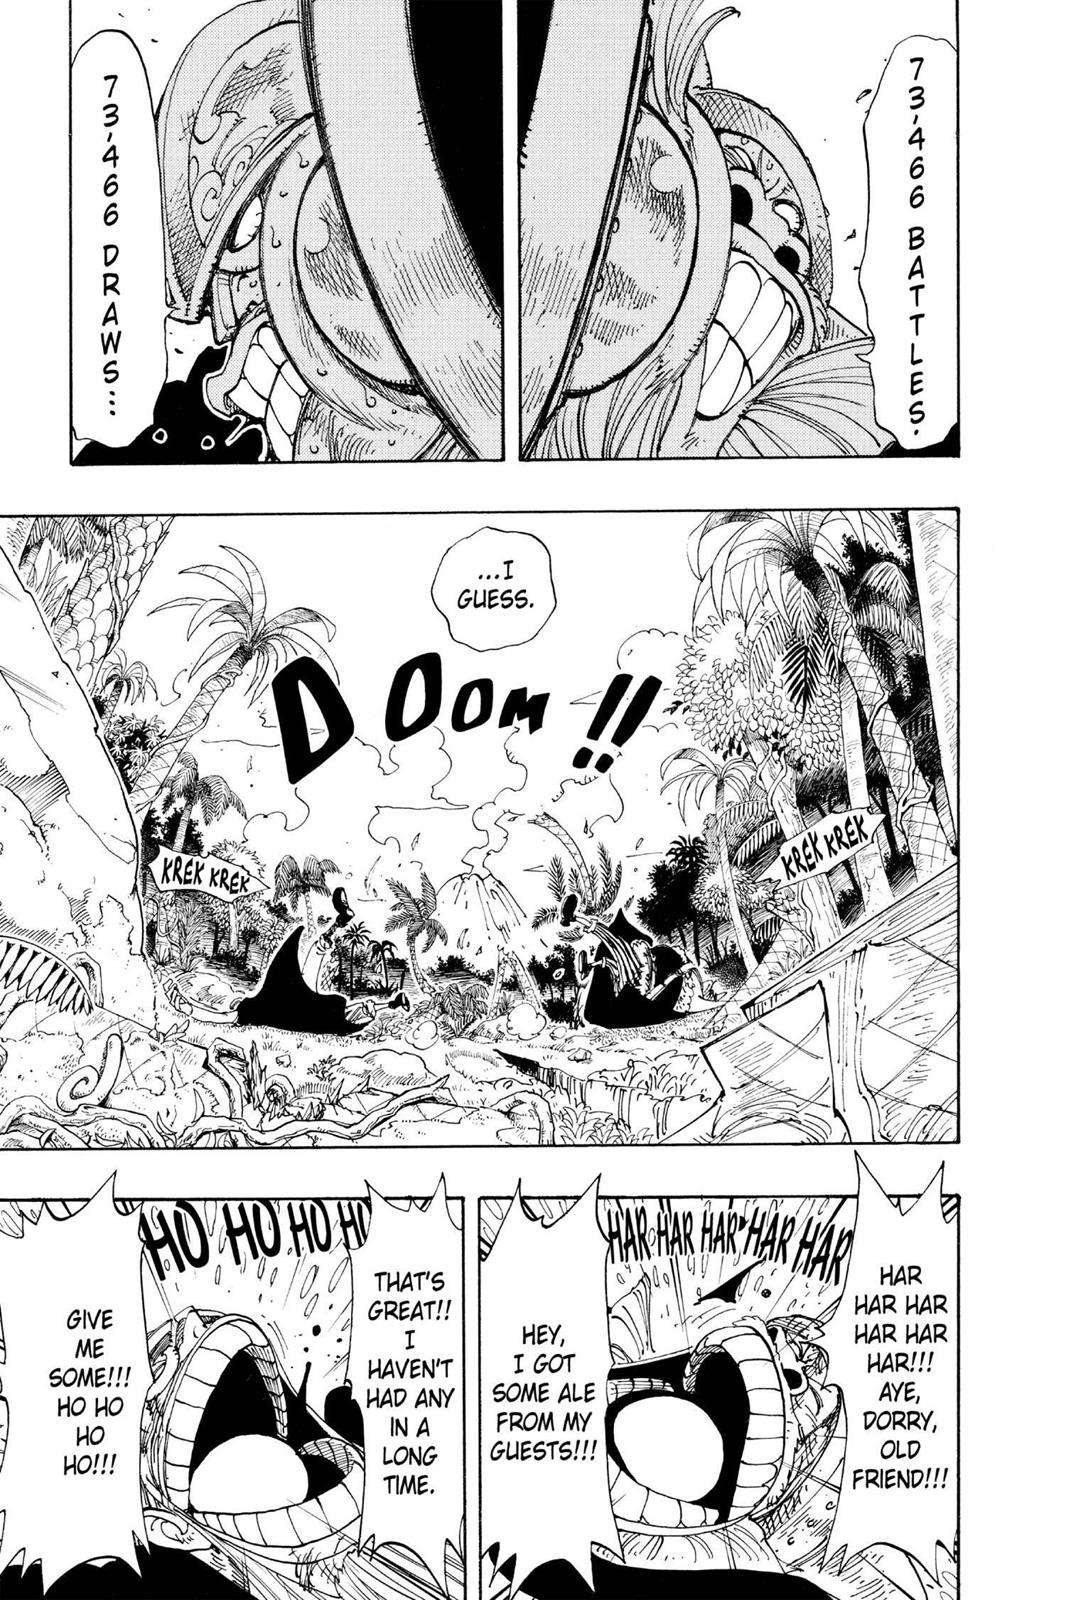 73,466 BATTLES.
73,466 DRAWS...
...I
GUESS.
DOOM!!
KREK KREK
KREK KREK
HAR HAR HAR HAR HAR
HAR
HAR HAR
HAR HAR
HAR!!!
AYE,
DORRY,
OLD
FRIEND!!!
HEY,
I GOT
SOME ALE
FROM MY
GUESTS!!!
HO HO HO HO
THAT'S
GREAT!!
I
HAVEN'T
HAD ANY
IN A
LONG
TIME.
GIVE
ME
SOME!!!
HO HO
HO
HO!!!